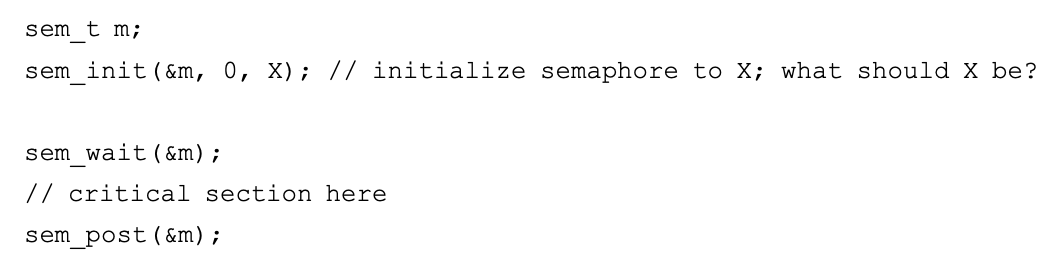 sem_t m;
sem_init(&m, 0, X); // initialize semaphore to X; what should X be?
sem_wait(&m);
// critical section here
sem_post(&m);